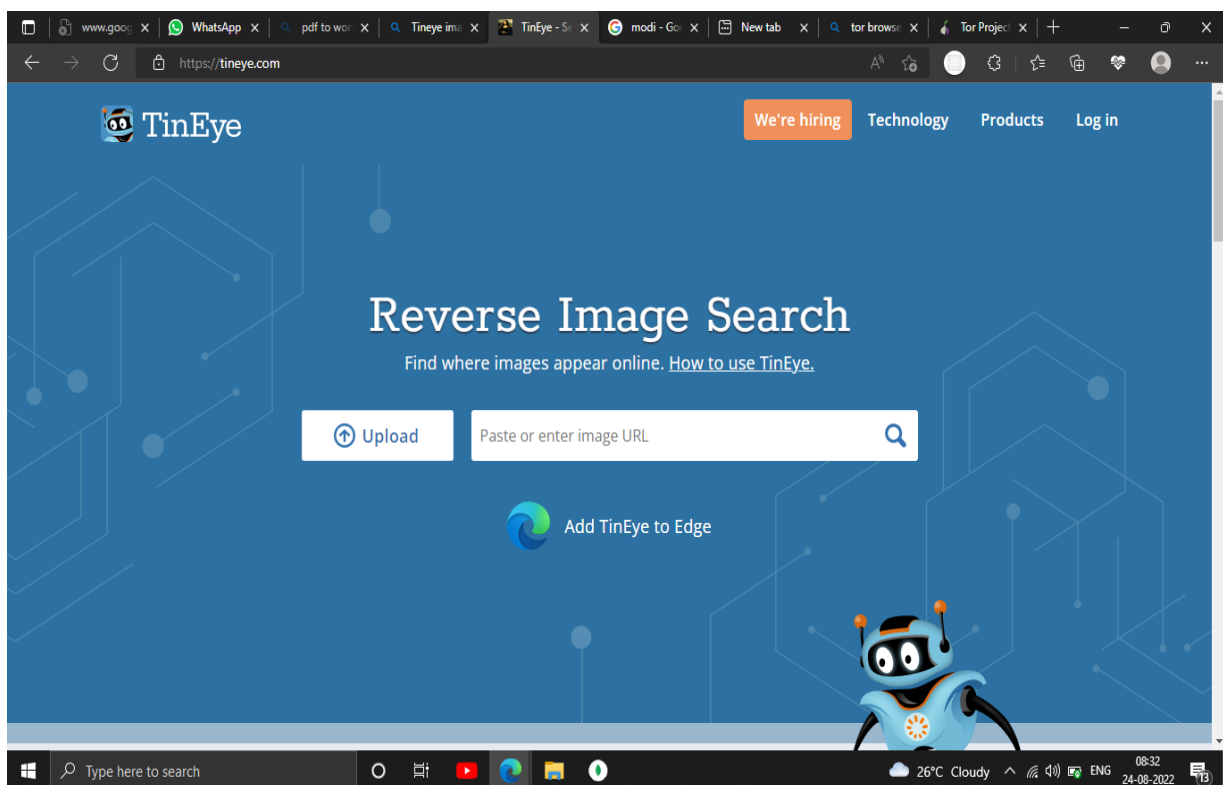 www.goog WhatsApp pdf to wor Tineye ima TinEye - Se modi - Goo New tab tor browse Tor Project
https://tineye.com
TinEye
We're hiring Technology Products Log in
Reverse Image Search
Find where images appear online. How to use TinEye.
Upload Paste or enter image URL
Add TinEye to Edge
Type here to search 26°C Cloudy ENG 08:32
24-08-2022 13